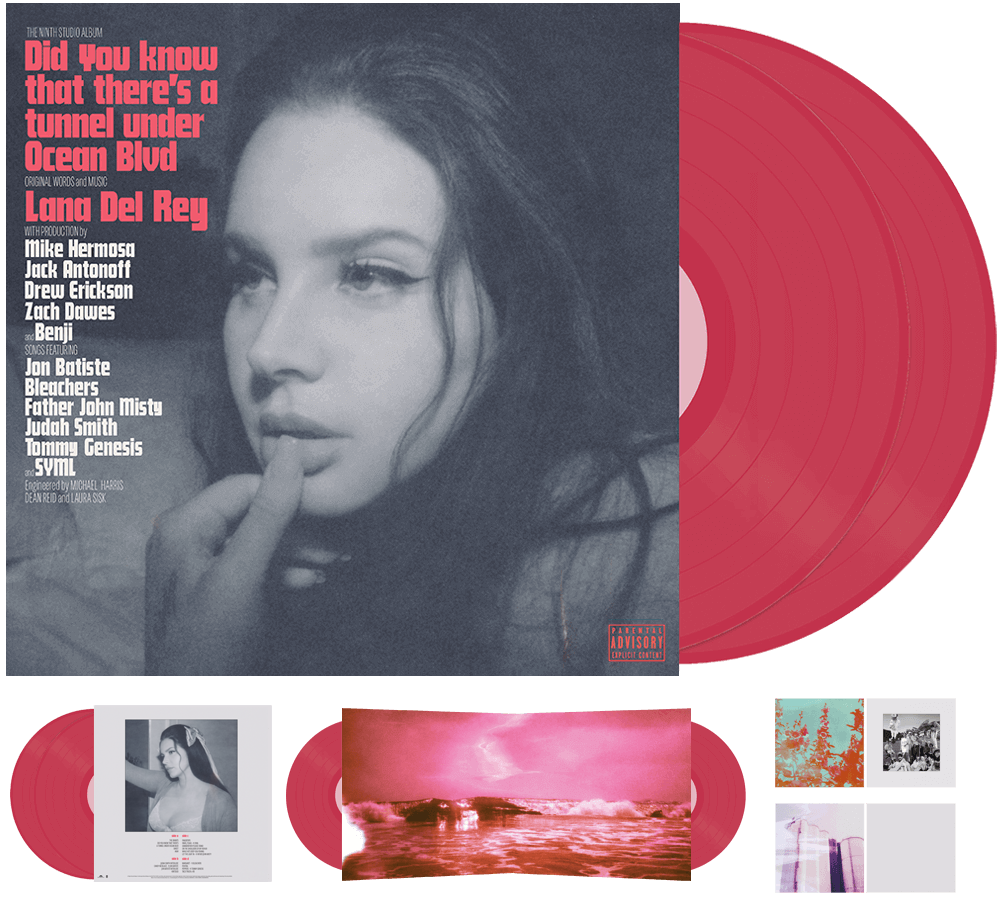 THE NINTH STUDIO ALBUM
Did you know
that there's a
tunnel under
Ocean Blvd
ORIGINAL WORDS and MUSIC
Lana Del Rey
WITH PRODUCTION by
Mike Hermosa
Jack Antonoff
Drew Erickson
Zach Dawes
and Benji
SONGS FEATURING
Jon Batiste
Bleachers
Father John Misty
Judah Smith
Tommy Genesis
and SYML
Engineered by MICHAEL HARRIS
DEAN REID and LAURA SISK
PARENTAL
ADVISORY
EXPLICIT CONTENT